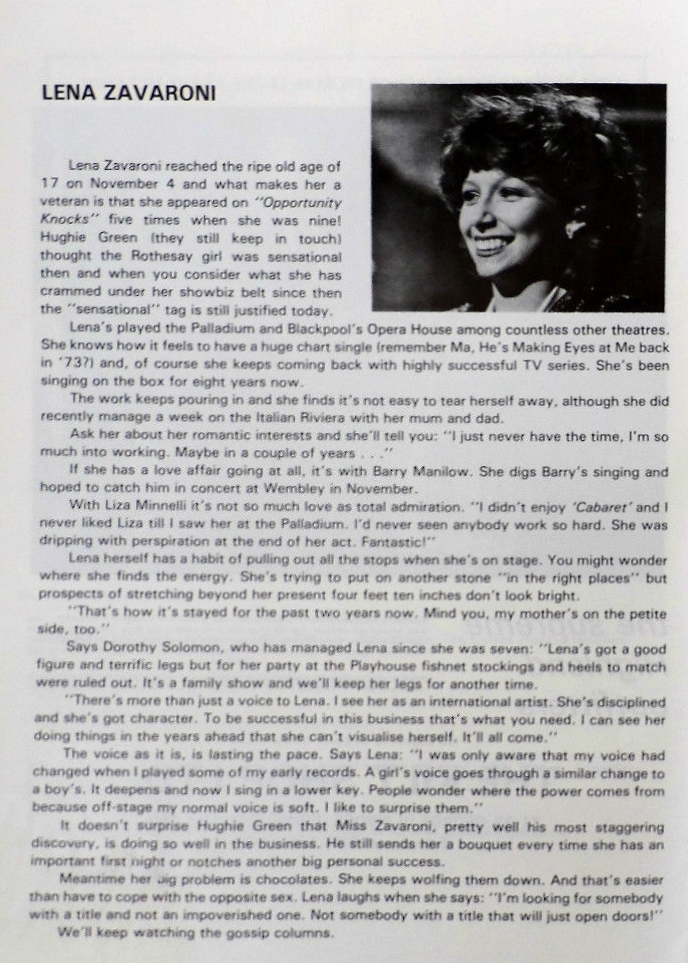 LENA ZAVARONI
Lena Zavaroni reached the ripe old age of
17 on November 4 and what makes her a
veteran is that she appeared on "Opportunity
Knocks" five times when she was nine!
Hughie Green (they still keep in touch)
thought the Rothesay girl was sensational
then and when you consider what she has
crammed under her showbiz belt since then
the "sensational" tag is still justified today.
Lena's played the Palladium and Blackpool's Opera House among countless other theatres.
She knows how it feels to have a huge chart single (remember Ma, He's Making Eyes at Me back
in '73?) and, of course she keeps coming back with highly successful TV series. She's been
singing on the box for eight years now.
The work keeps pouring in and she finds it's not easy to tear herself away, although she did
recently manage a week on the Italian Riviera with her mum and dad.
Ask her about her romantic interests and she'll tell you: "I just never have the time, I'm so
much into working. Maybe in a couple of years . . ."
If she has a love affair going at all, it's with Barry Manilow. She digs Barry's singing and
hoped to catch him in concert at Wembley in November.
With Liza Minnelli it's not so much love as total admiration. "I didn't enjoy 'Cabaret' and I
never liked Liza till I saw her at the Palladium. I'd never seen anybody work so hard. She was
dripping with perspiration at the end of her act. Fantastic!"
Lena herself has a habit of pulling out all the stops when she's on stage. You might wonder
where she finds the energy. She's trying to put on another stone "in the right places" but
prospects of stretching beyond her present four feet ten inches don't look bright.
"That's how it's stayed for the past two years now. Mind you, my mother's on the petite
side, too."
Says Dorothy Solomon, who has managed Lena since she was seven: "Lena's got a good
figure and terrific legs but for her party at the Playhouse fishnet stockings and heels to match
were ruled out. It's a family show and we'll keep her legs for another time.
"There's more than just a voice to Lena. I see her as an international artist. She's disciplined
and she's got character. To be successful in this business that's what you need. I can see her
doing things in the years ahead that she can't visualise herself. It'll all come."
The voice as it is, is lasting the pace. Says Lena: "I was only aware that my voice had
changed when I played some of my early records. A girl's voice goes through a similar change to
a boy's. It deepens and now I sing in a lower key. People wonder where the power comes from
because off-stage my normal voice is soft. I like to surprise them."
It doesn't surprise Hughie Green that Miss Zavaroni, pretty well his most staggering
discovery, is doing so well in the business. He still sends her a bouquet every time she has an
important first night or notches another big personal success.
Meantime her big problem is chocolates. She keeps wolfing them down. And that's easier
than have to cope with the opposite sex. Lena laughs when she says: "I'm looking for somebody
with a title and not an impoverished one. Not somebody with a title that will just open doors!"
We'll keep watching the gossip columns.